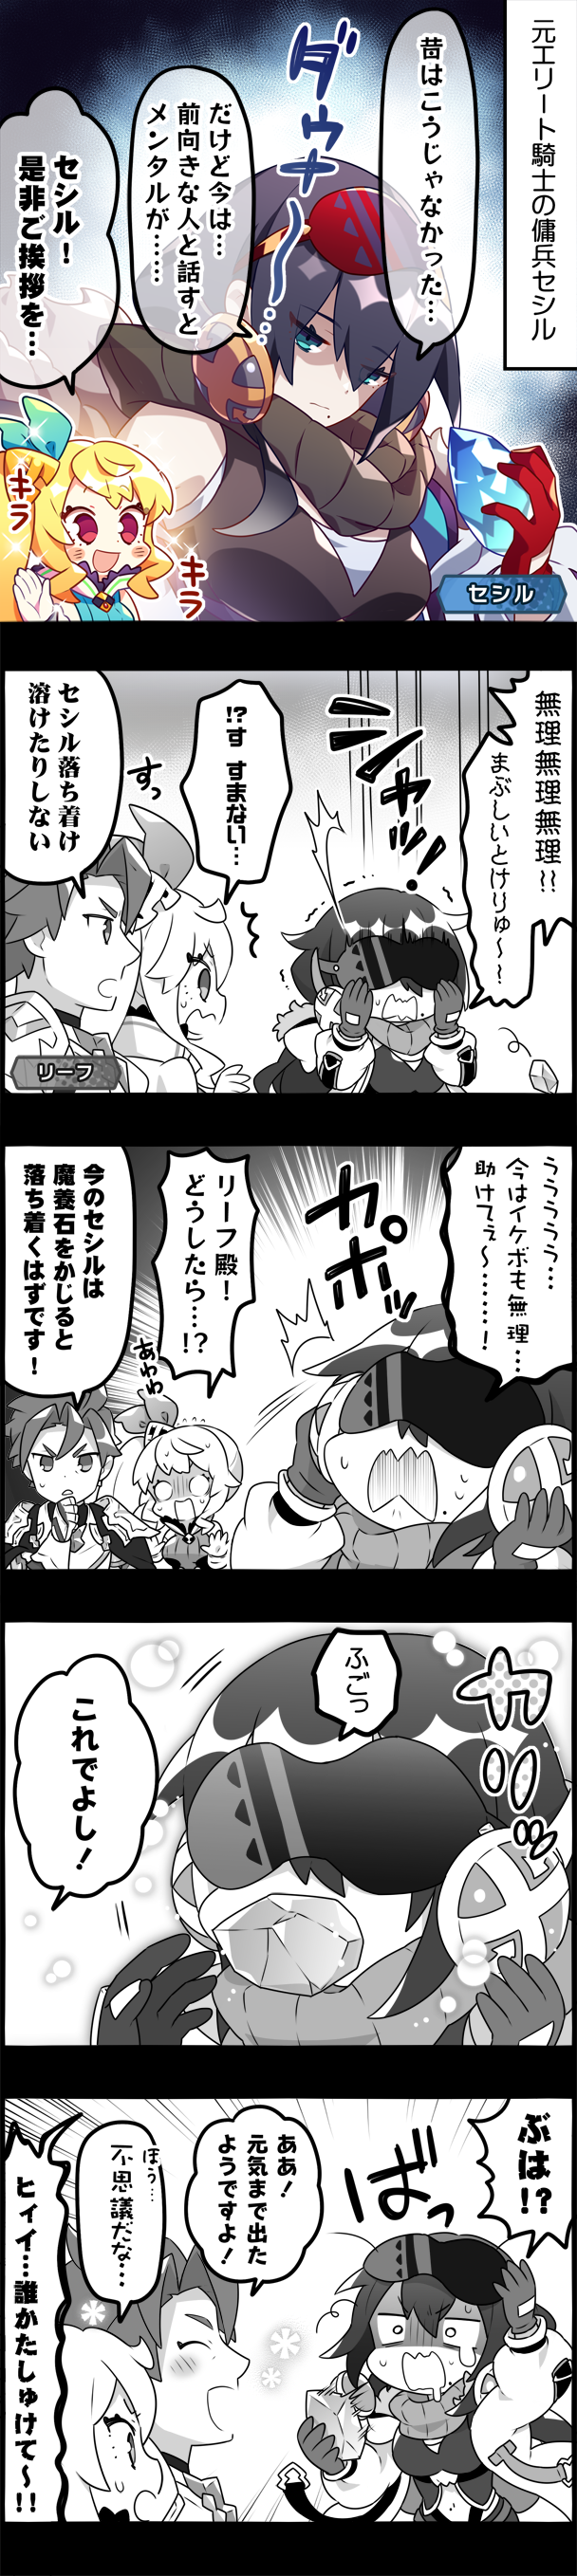 元エリート騎士の傭兵セシル
昔はこうじゃなかった…
ダウナ～…
だけど今は…
前向きな人と話すと
メンタルが……
セシル！
是非ご挨拶を…
キラ
キラ
セシル
無理無理無理～～
まぶしいとけりゅ～～
シャッ！
!?す すまない…
すっ
セシル落ち着け
溶けたりしない
リーフ
うううう…
今はイケボも無理…
助けてぇ～……！
カポッ
リーフ殿！
どうしたら…!?
あわわ
今のセシルは
魔養石をかじると
落ち着くはずです！
カッ
ふごっ
これでよし！
ぶは!?
ばっ
ああ！
元気まで出た
ようですよ！
ほう…
不思議だな…
ヒィイ…誰かたしゅけて～!!